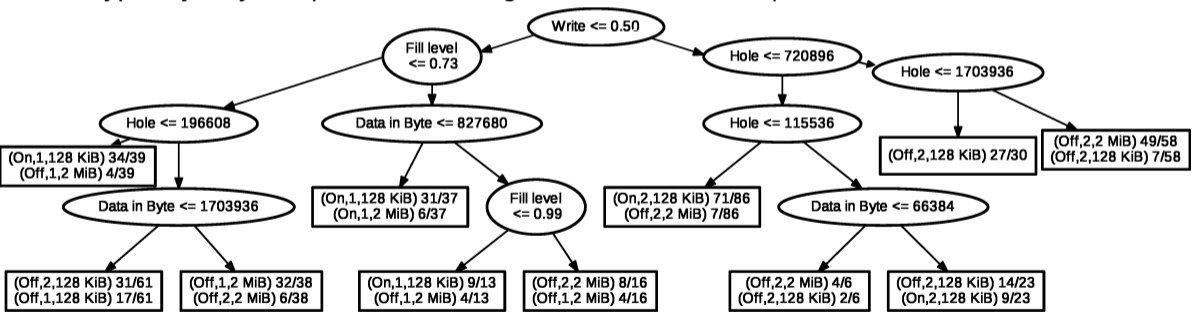 Write <= 0.50
Fill level
<= 0.73
Hole <= 720896
Hole <= 1703936
Hole <= 196608
Data in Byte <= 827680
Hole <= 115536
(On,1,128 KiB) 34/39
(Off,1,2 MiB) 4/39
(Off,2,128 KiB) 27/30
(Off,2,2 MiB) 49/58
(Off,2,128 KiB) 7/58
Data in Byte <= 1703936
(On,1,128 KiB) 31/37
(On,1,2 MiB) 6/37
Fill level
<= 0.99
(On,2,128 KiB) 71/86
(Off,2,2 MiB) 7/86
Data in Byte <= 66384
(Off,2,128 KiB) 31/61
(Off,1,128 KiB) 17/61
(Off,1,2 MiB) 32/38
(Off,2,2 MiB) 6/38
(On,1,128 KiB) 9/13
(Off,1,2 MiB) 4/13
(Off,2,2 MiB) 8/16
(Off,1,2 MiB) 4/16
(Off,2,2 MiB) 4/6
(Off,2,128 KiB) 2/6
(Off,2,128 KiB) 14/23
(On,2,128 KiB) 9/23